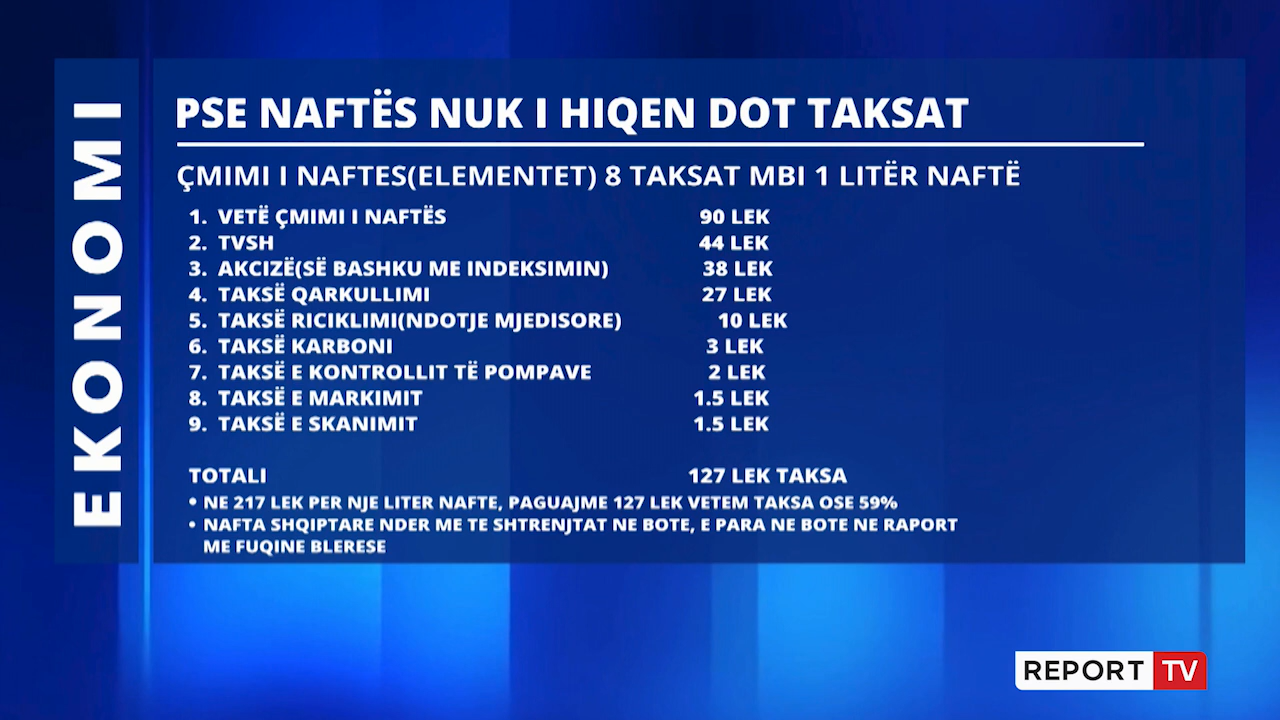 EKONOMI
PSE NAFTËS NUK I HIQEN DOT TAKSAT
ÇMIMI I NAFTES(ELEMENTET) 8 TAKSAT MBI 1 LITËR NAFTË
1. VETË ÇMIMI I NAFTËS 90 LEK
2. TVSH 44 LEK
3. AKCIZË(SË BASHKU ME INDEKSIMIN) 38 LEK
4. TAKSË QARKULLIMI 27 LEK
5. TAKSË RICIKLIMI(NDOTJE MJEDISORE) 10 LEK
6. TAKSË KARBONI 3 LEK
7. TAKSË E KONTROLLIT TË POMPAVE 2 LEK
8. TAKSË E MARKIMIT 1.5 LEK
9. TAKSË E SKANIMIT 1.5 LEK
TOTALI 127 LEK TAKSA
• NE 217 LEK PER NJE LITER NAFTE, PAGUAJME 127 LEK VETEM TAKSA OSE 59%
• NAFTA SHQIPTARE NDER ME TE SHTRENJTAT NE BOTE, E PARA NE BOTE NE RAPORT
ME FUQINE BLERESE
REPORT TV